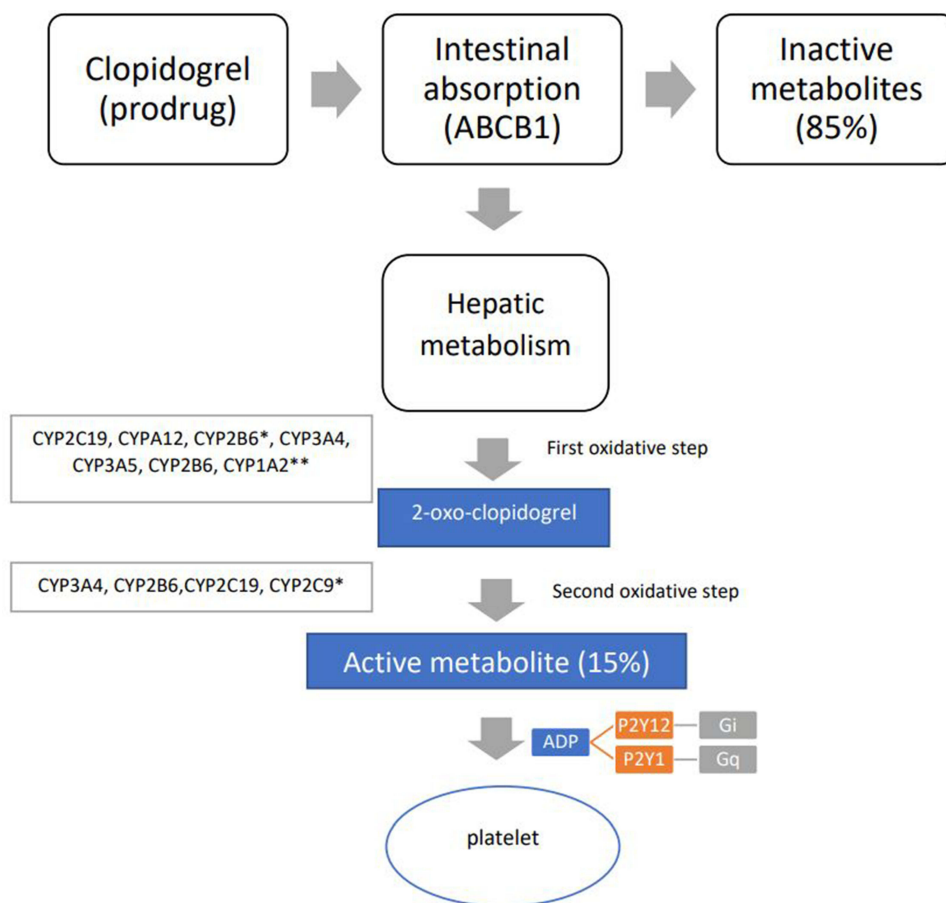 Clopidogrel
(prodrug)
Intestinal
absorption
(ABCB1)
Inactive
metabolites
(85%)
Hepatic
metabolism
CYP2C19, CYPA12, CYP2B6*, CYP3A4,
CYP3A5, CYP2B6, CYP1A2**
First oxidative step
2-oxo-clopidogrel
CYP3A4, CYP2B6,CYP2C19, CYP2C9*
Second oxidative step
Active metabolite (15%)
ADP
P2Y12
Gi
P2Y1
Gq
platelet